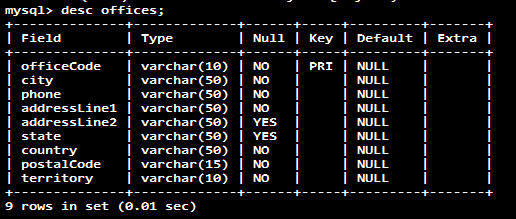 mysql> desc offices;
+--------------+-------------+------+-----+---------+-------+
| Field        | Type        | Null | Key | Default | Extra |
+--------------+-------------+------+-----+---------+-------+
| officeCode   | varchar(10) | NO   | PRI | NULL    |       |
| city         | varchar(50) | NO   |     | NULL    |       |
| phone        | varchar(50) | NO   |     | NULL    |       |
| addressLine1 | varchar(50) | NO   |     | NULL    |       |
| addressLine2 | varchar(50) | YES  |     | NULL    |       |
| state        | varchar(50) | YES  |     | NULL    |       |
| country      | varchar(50) | NO   |     | NULL    |       |
| postalCode   | varchar(15) | NO   |     | NULL    |       |
| territory    | varchar(10) | NO   |     | NULL    |       |
+--------------+-------------+------+-----+---------+-------+
9 rows in set (0.01 sec)